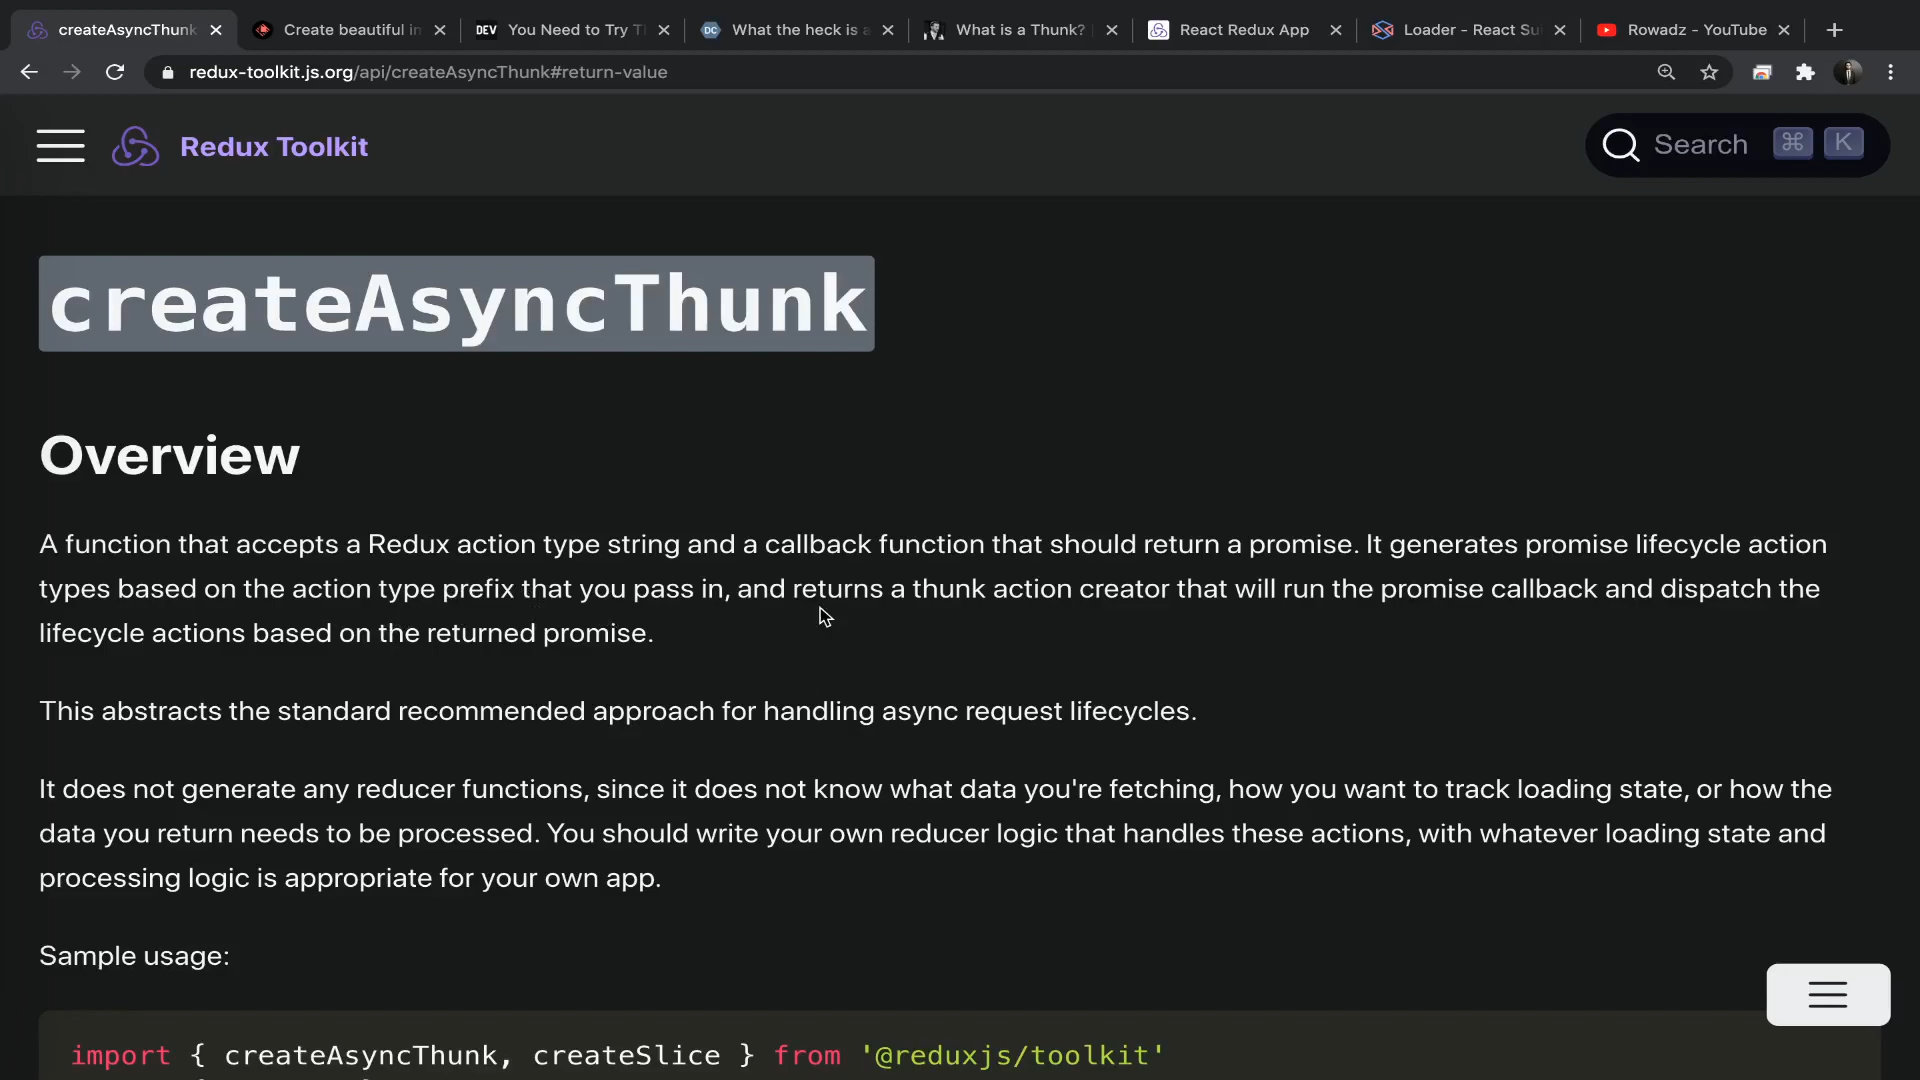 createAsyncThunk
Create beautiful in
DEV You Need to Try T
DC What the heck is a
What is a Thunk?
React Redux App
Loader - React Su
Rowadz - YouTube
redux-toolkit.js.org/api/createAsyncThunk#return-value
Redux Toolkit
Search ⌘ K
createAsyncThunk
Overview
A function that accepts a Redux action type string and a callback function that should return a promise. It generates promise lifecycle action
types based on the action type prefix that you pass in, and returns a thunk action creator that will run the promise callback and dispatch the
lifecycle actions based on the returned promise.
This abstracts the standard recommended approach for handling async request lifecycles.
It does not generate any reducer functions, since it does not know what data you're fetching, how you want to track loading state, or how the
data you return needs to be processed. You should write your own reducer logic that handles these actions, with whatever loading state and
processing logic is appropriate for your own app.
Sample usage:
import { createAsyncThunk, createSlice } from '@reduxjs/toolkit'